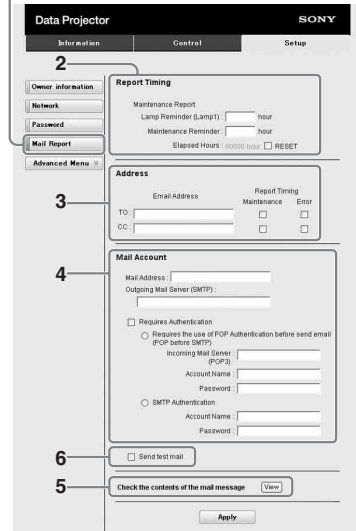 Data Projector SONY
Information Control Setup
2
Owner information
Network
Password
Mail Report
Advanced Menu
Report Timing
Maintenance Report
Lamp Reminder (Lamp1) : hour
Maintenance Reminder : hour
Elapsed Hours : 00000 hour RESET
3
Address
Email Address Report Timing
Maintenance Error
TO :
CC :
4
Mail Account
Mail Address :
Outgoing Mail Server (SMTP) :
Requires Authentication
Requires the use of POP Authentication before send email
(POP before SMTP)
Incoming Mail Server :
(POP3)
Account Name :
Password :
SMTP Authentication
Account Name :
Password :
6
Send test mail
5
Check the contents of the mail message View
Apply